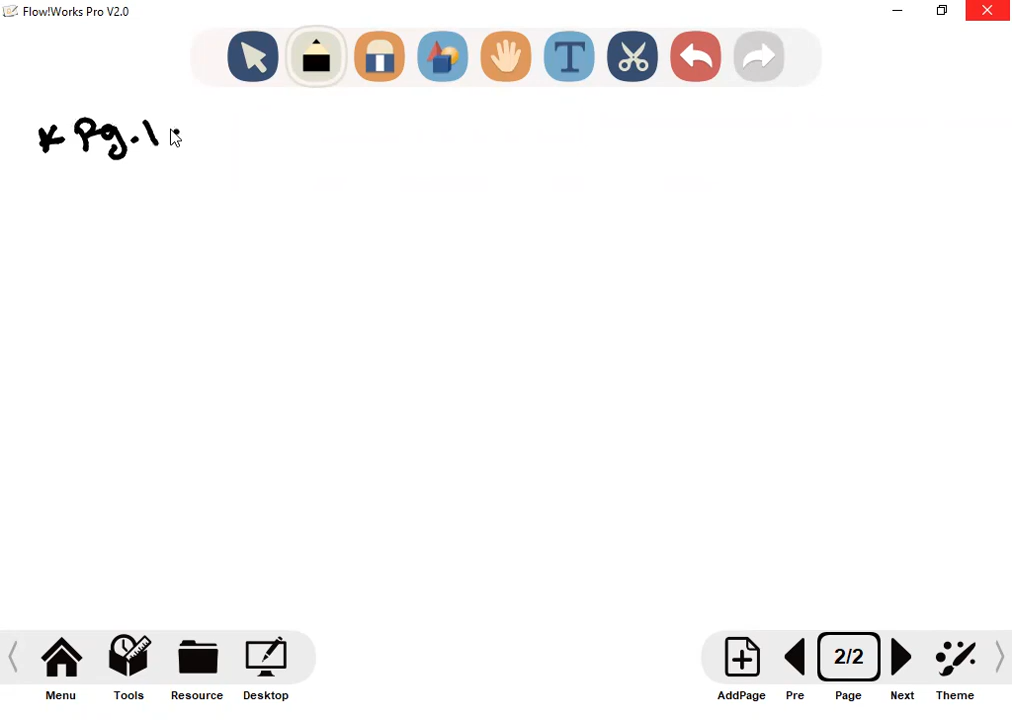 Flow!Works Pro V2.0
T
* Pg.1 :
Menu Tools Resource Desktop
2/2
AddPage Pre Page Next Theme